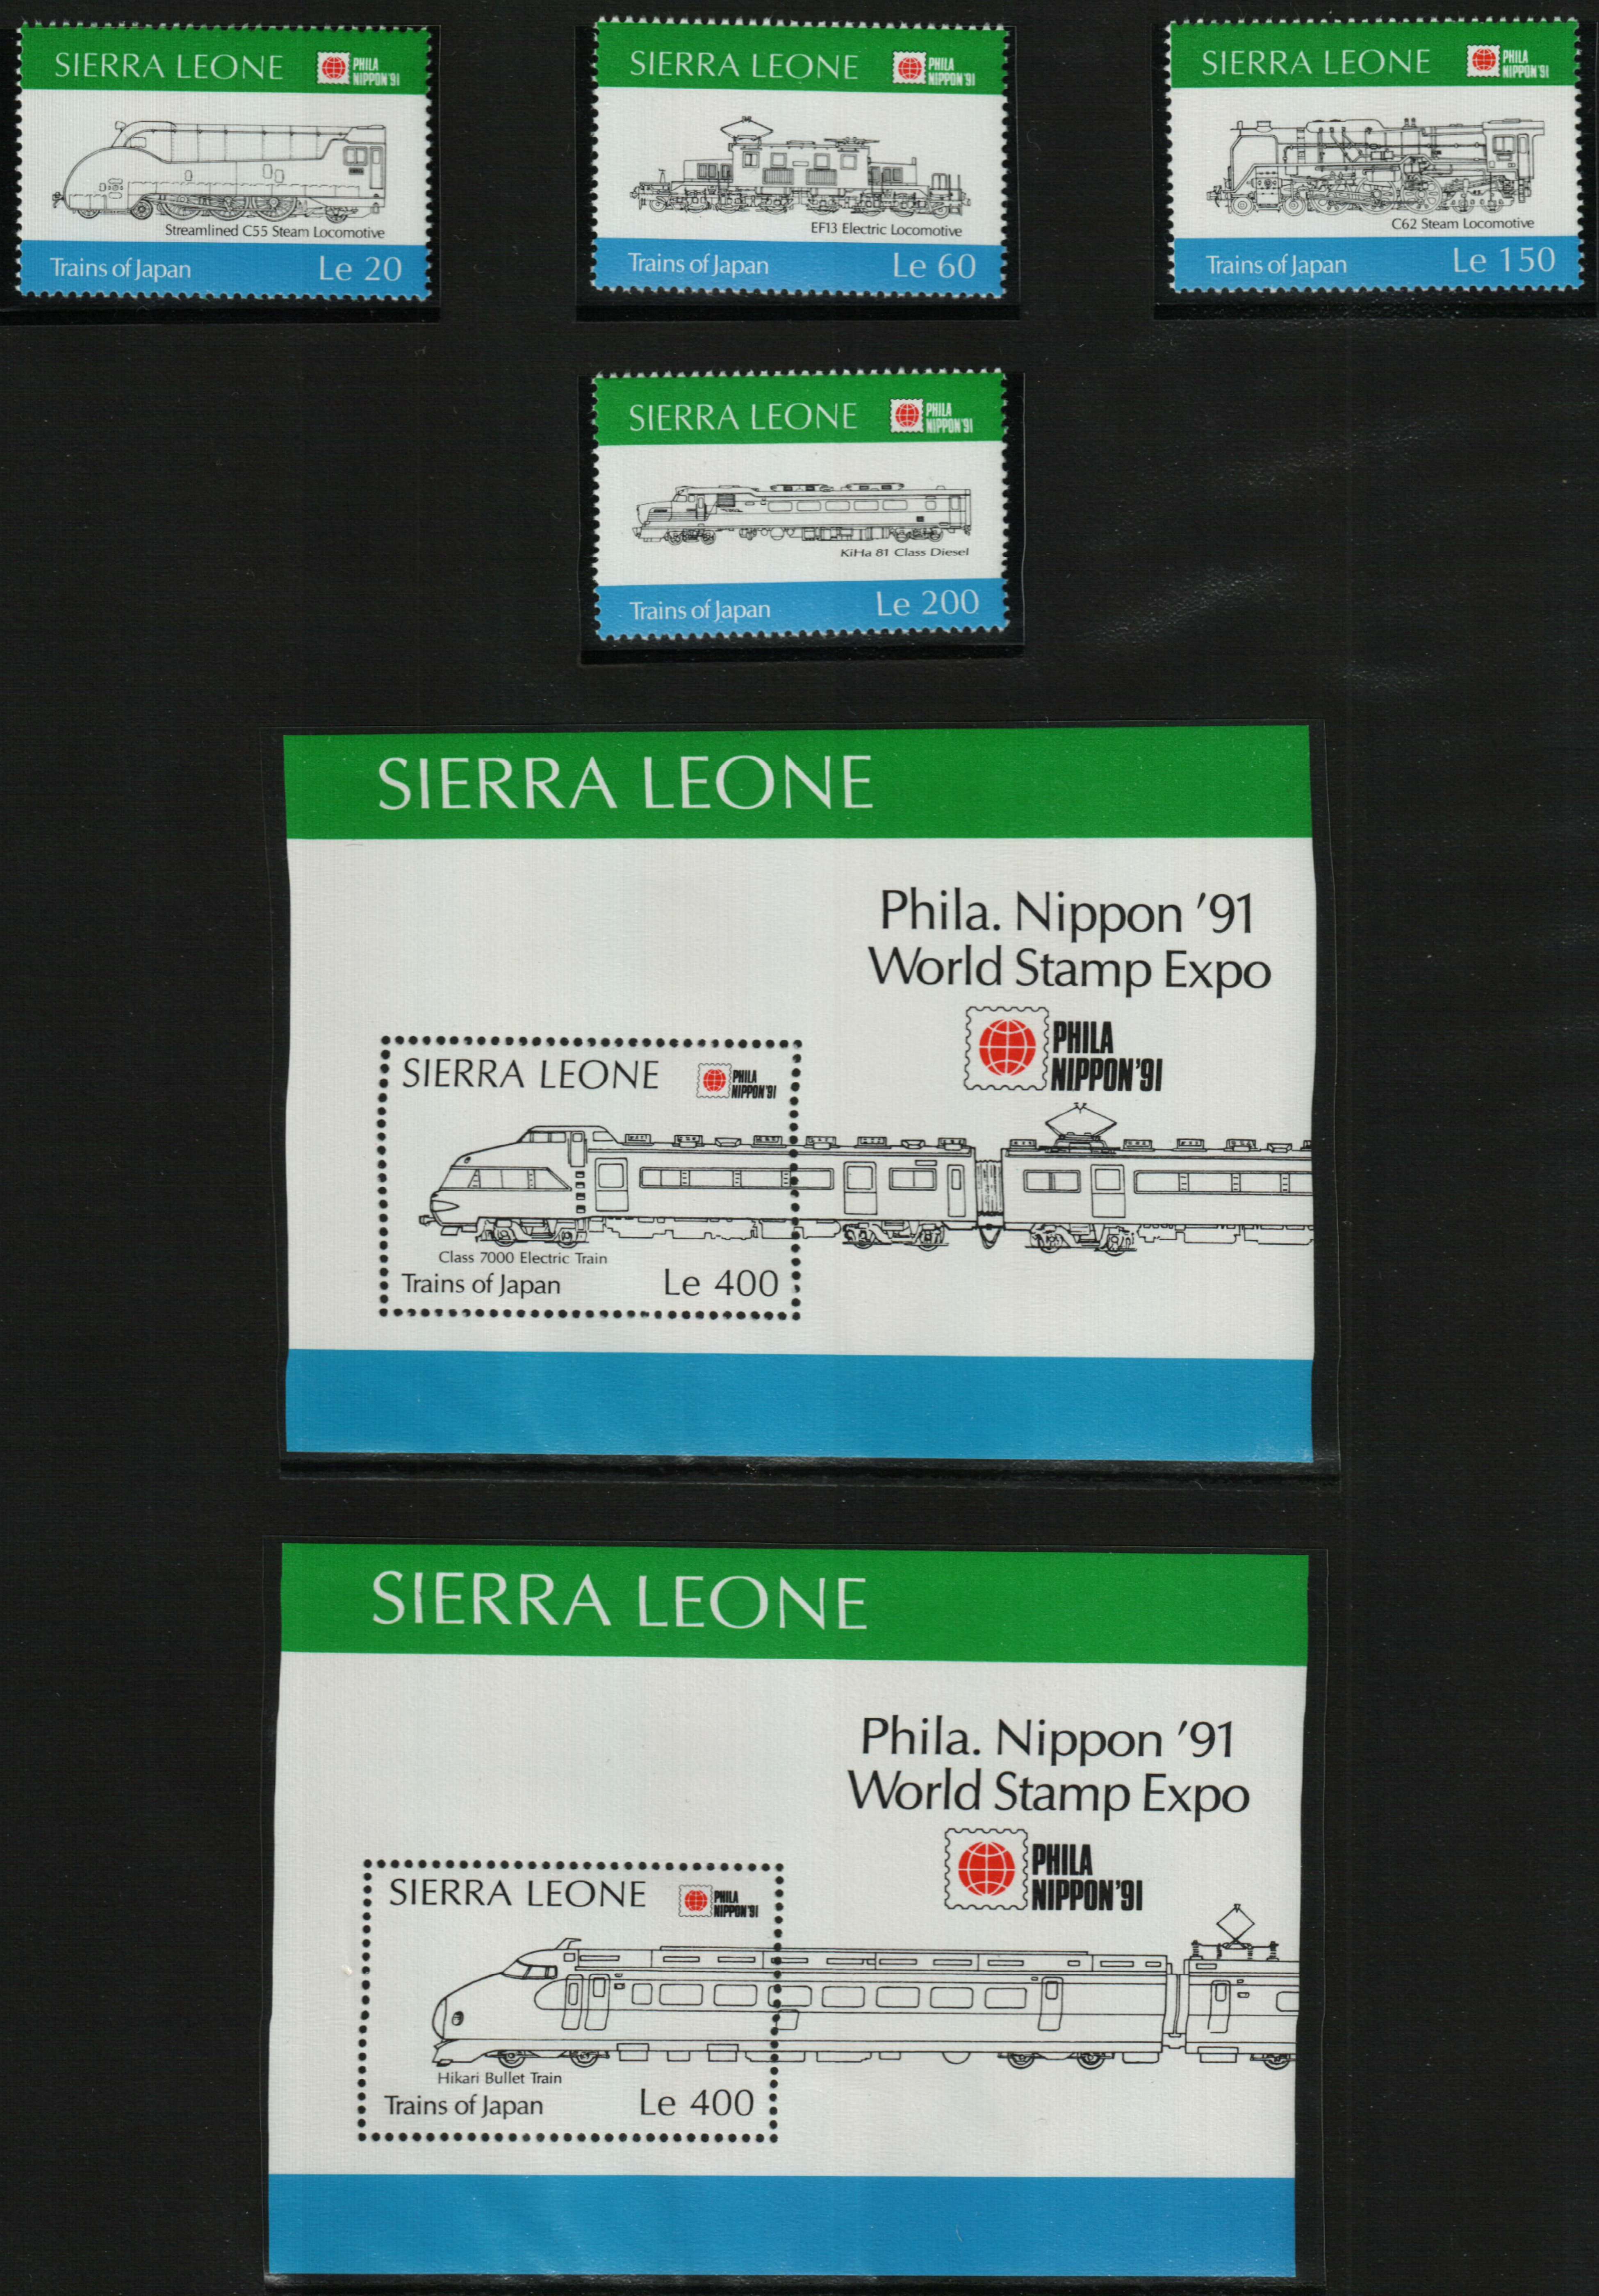 SIERRA LEONE
PHILA
NIPPON'91
Streamlined C55 Steam Locomotive
Trains of Japan
Le 20
SIERRA LEONE
PHILA
NIPPON'91
EF13 Electric Locomotive
Trains of Japan
Le 60
SIERRA LEONE
PHILA
NIPPON'91
C62 Steam Locomotive
Trains of Japan
Le 150
SIERRA LEONE
PHILA
NIPPON'91
KiHa 81 Class Diesel
Trains of Japan
Le 200
SIERRA LEONE
Phila. Nippon '91
World Stamp Expo
PHILA
NIPPON'91
SIERRA LEONE
PHILA
NIPPON'91
Class 7000 Electric Train
Trains of Japan
Le 400
SIERRA LEONE
Phila. Nippon '91
World Stamp Expo
PHILA
NIPPON'91
SIERRA LEONE
PHILA
NIPPON'91
Hikari Bullet Train
Trains of Japan
Le 400